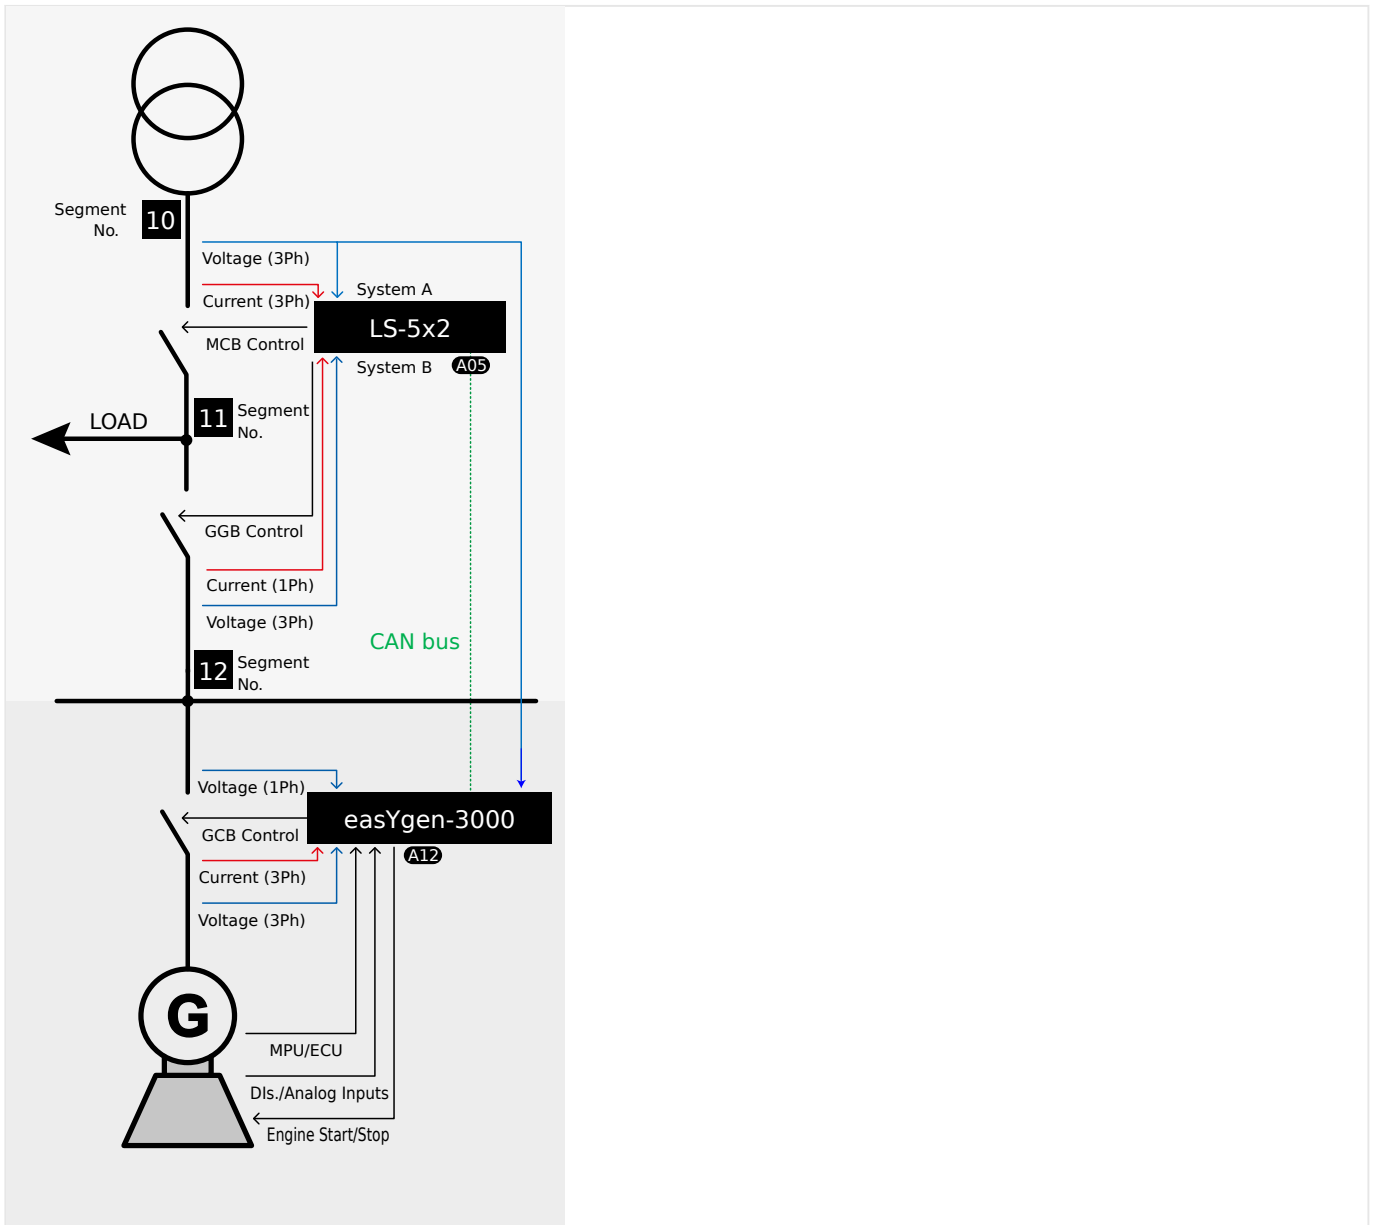 Segment
No.
10
Voltage (3Ph)
System A
Current (3Ph)
LS-5x2
MCB Control
System B
A05
11
Segment
No.
LOAD
GGB Control
Current (1Ph)
Voltage (3Ph)
CAN bus
12
Segment
No.
Voltage (1Ph)
easYgen-3000
GCB Control
A12
Current (3Ph)
Voltage (3Ph)
G
MPU/ECU
DIs./Analog Inputs
Engine Start/Stop